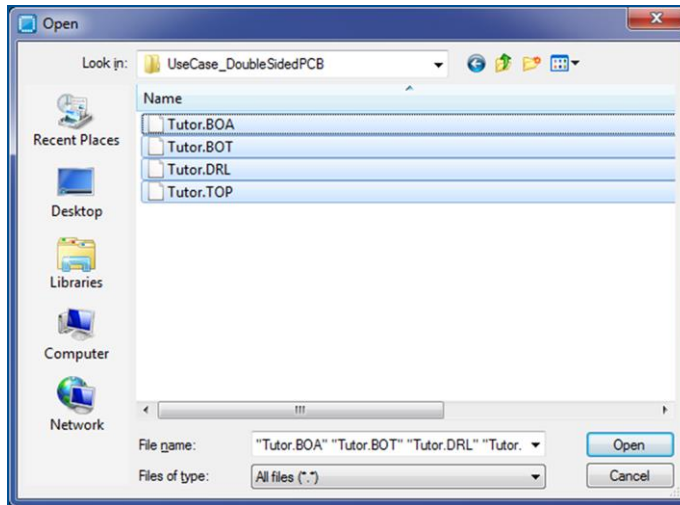 Open
Look in: UseCase_DoubleSidedPCB
Name
Tutor.BOA
Tutor.BOT
Tutor.DRL
Tutor.TOP
Recent Places
Desktop
Libraries
Computer
Network
File name: "Tutor.BOA" "Tutor.BOT" "Tutor.DRL" "Tutor. Open
Files of type: All files (*.*) Cancel